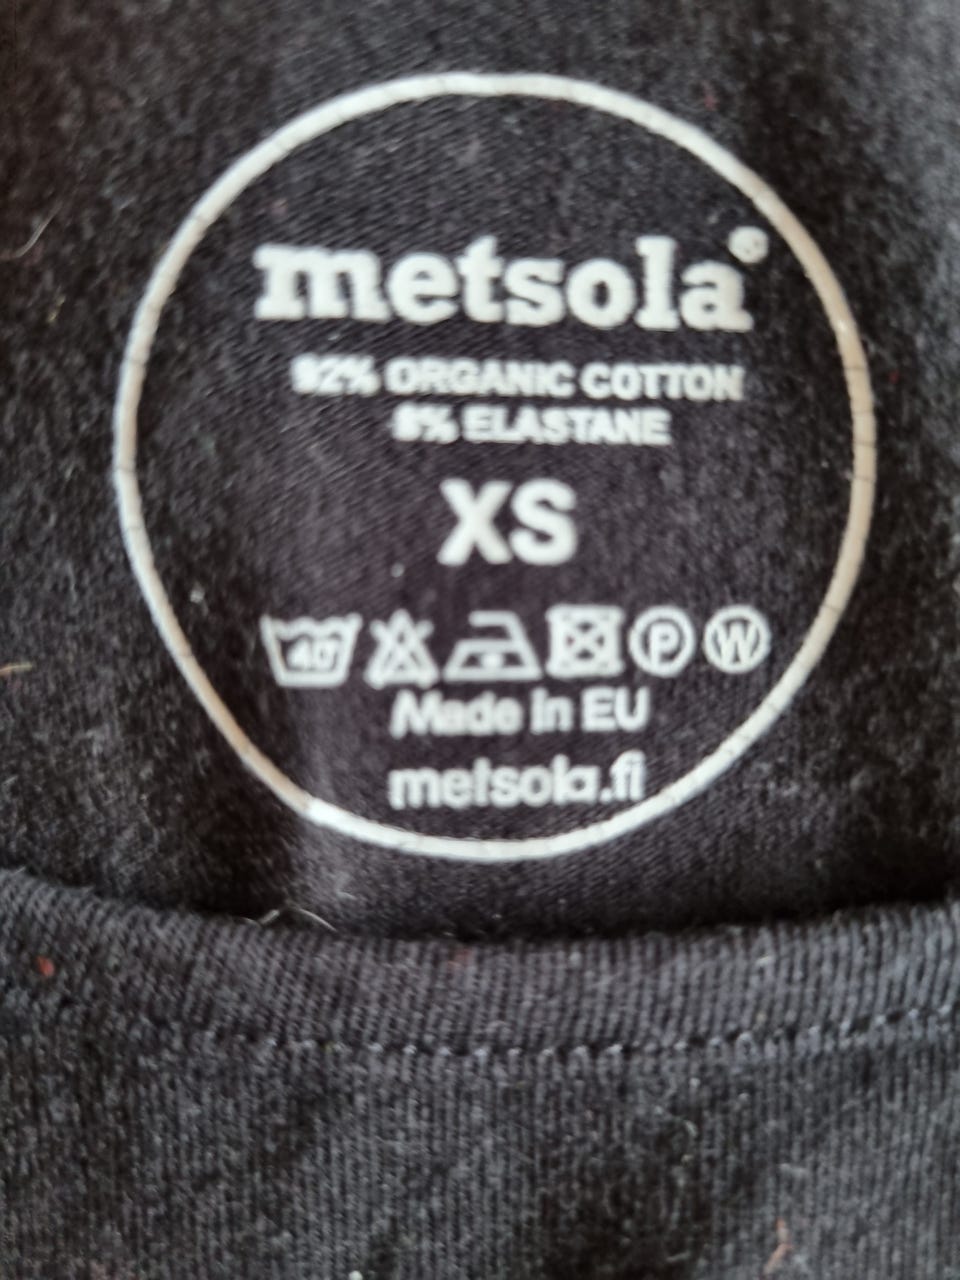 metsola®
92% ORGANIC COTTON
8% ELASTANE
XS
40 P W
Made in EU
metsola.fi